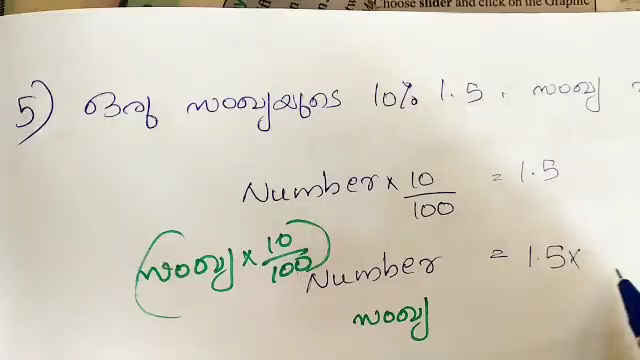 Choose slider and click on the Graphic
5) ഒരു സംഖ്യയുടെ 10% 1.5 . സംഖ്യ
Number × 10/100 = 1.5
(സംഖ്യ × 10/100)
Number = 1.5×
സംഖ്യ